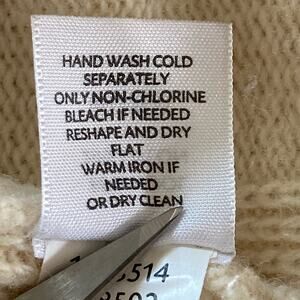 HAND WASH COLD
SEPARATELY
ONLY NON-CHLORINE
BLEACH IF NEEDED
RESHAPE AND DRY
FLAT
WARM IRON IF
NEEDED
OR DRY CLEAN